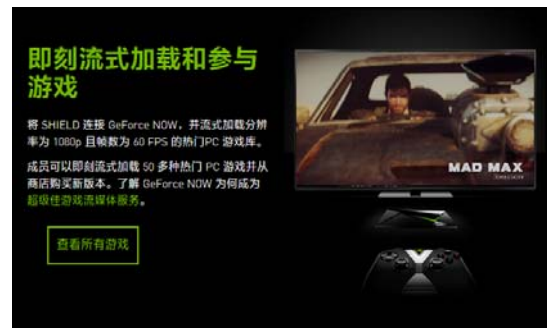 即刻流式加载和参与
游戏
将 SHIELD 连接 GeForce NOW，并流式加载分辨
率为 1080p 且帧数为 60 FPS 的热门PC 游戏库。
成员可以即刻流式加载 50 多种热门 PC 游戏并从
商店购买新版本。了解 GeForce NOW 为何成为
超级佳游戏流媒体服务。
查看所有游戏
MAD MAX